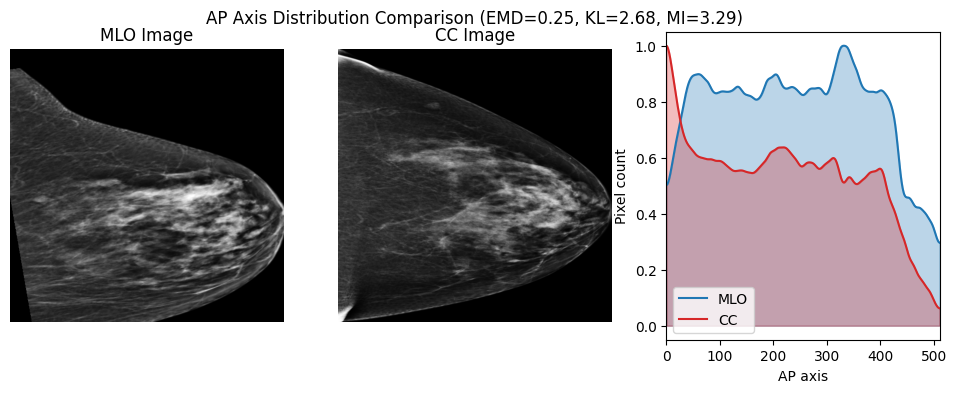 AP Axis Distribution Comparison (EMD=0.25, KL=2.68, MI=3.29)
MLO Image
CC Image
1.0
0.8
0.6
0.4
0.2
0.0
Pixel count
MLO
CC
0
100
200
300
400
500
AP axis